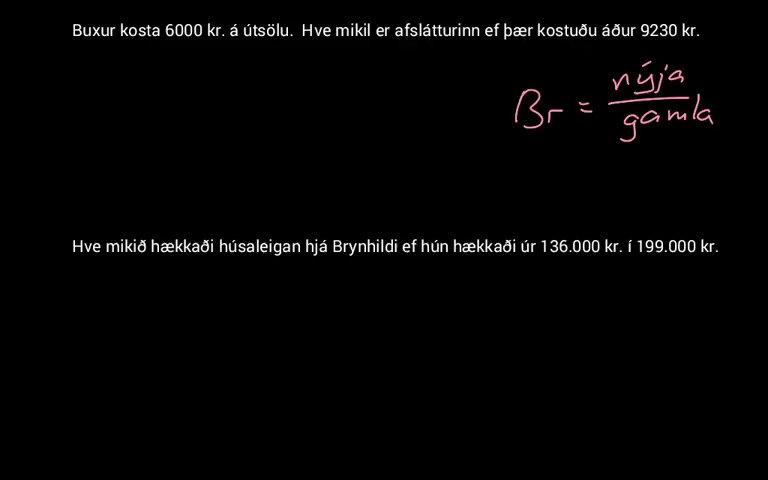 Buxur kosta 6000 kr. á útsölu.  Hve mikil er afslátturinn ef þær kostuðu áður 9230 kr.
Br = nýja
gamla
Hve mikið hækkaði húsaleigan hjá Brynhildi ef hún hækkaði úr 136.000 kr. í 199.000 kr.